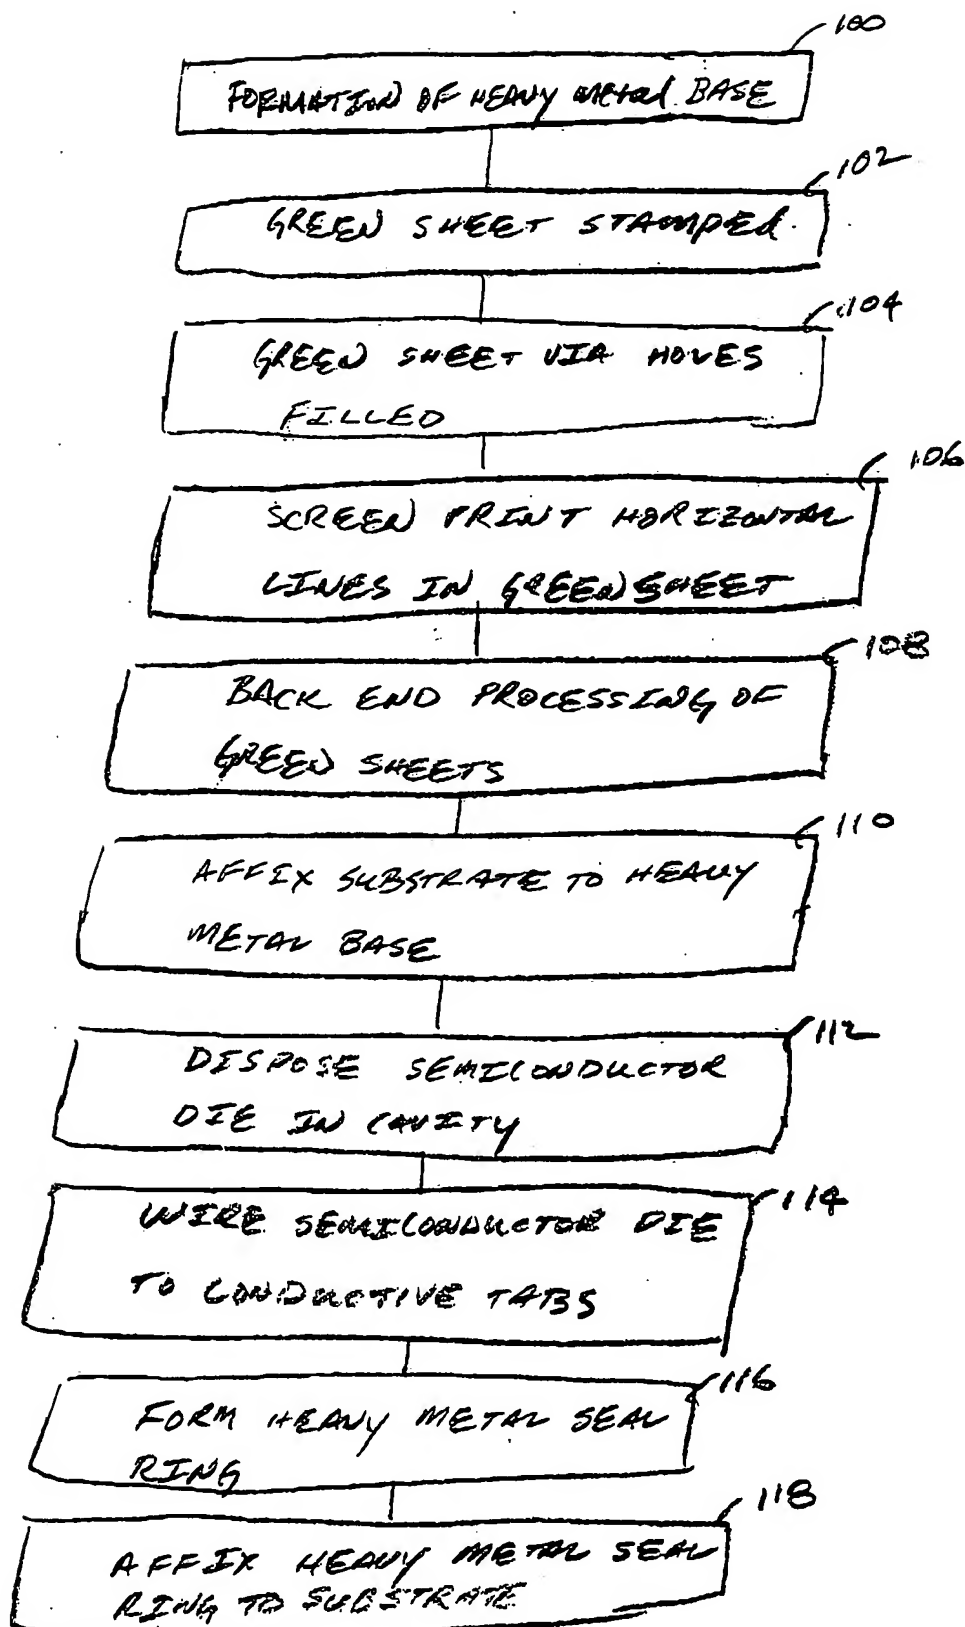 100
FORMATION OF HEAVY METAL BASE
102
GREEN SHEET STAMPED
104
GREEN SHEET VIA HOLES
FILLED
106
SCREEN PRINT HORIZONTAL
LINES IN GREEN SHEET
108
BACK END PROCESSING OF
GREEN SHEETS
110
AFFIX SUBSTRATE TO HEAVY
METAL BASE
112
DISPOSE SEMICONDUCTOR
DIE IN CAVITY
114
WIRE SEMICONDUCTOR DIE
TO CONDUCTIVE TABS
116
FORM HEAVY METAL SEAL
RING
118
AFFIX HEAVY METAL SEAL
RING TO SUBSTRATE